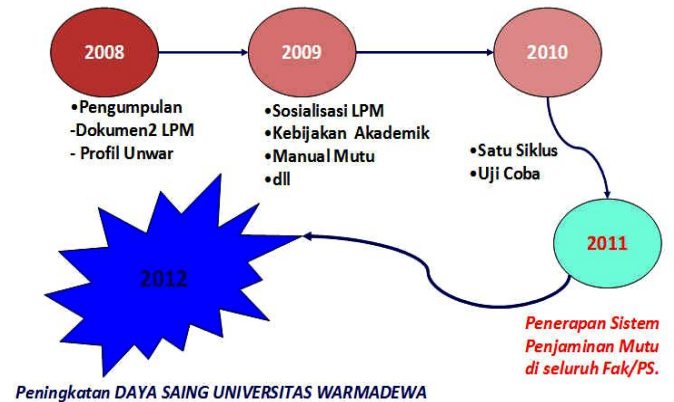 2008
2009
2010
•Pengumpulan
-Dokumen2 LPM
- Profil Unwar
•Sosialisasi LPM
•Kebijakan Akademik
•Manual Mutu
•dll
•Satu Siklus
•Uji Coba
2011
2012
Penerapan Sistem
Penjaminan Mutu
di seluruh Fak/PS.
Peningkatan DAYA SAING UNIVERSITAS WARMADEWA